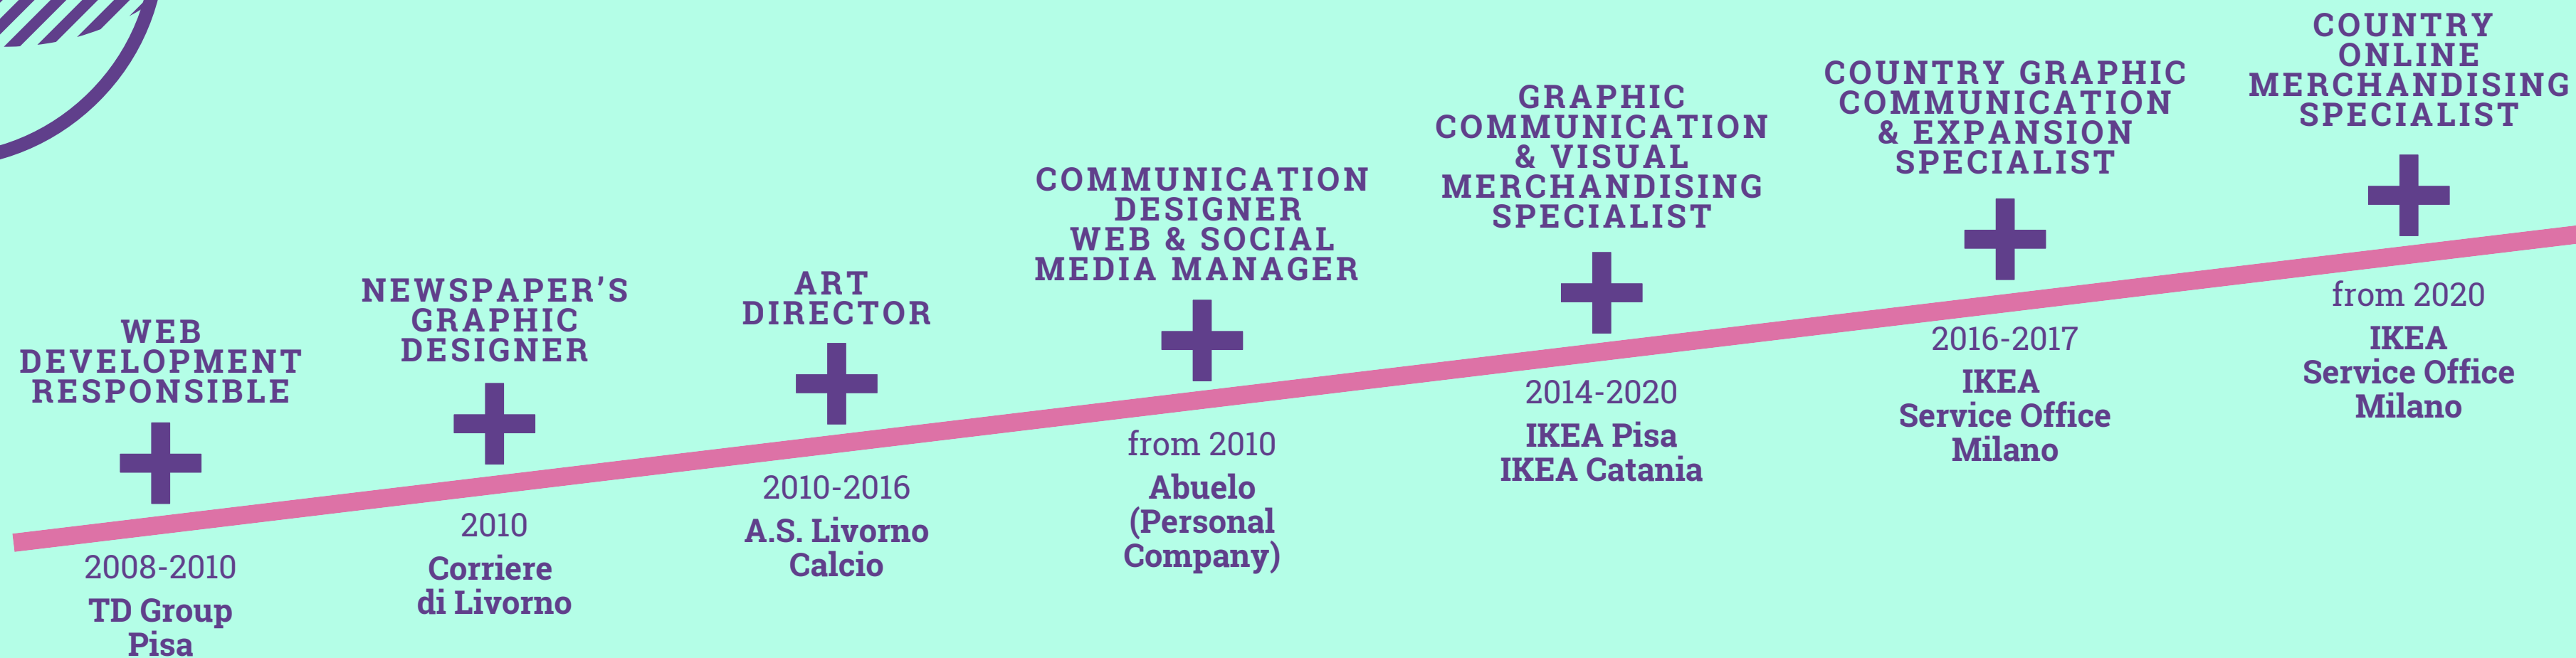 WEB
DEVELOPMENT
RESPONSIBLE
2008-2010
TD Group
Pisa
NEWSPAPER’S
GRAPHIC
DESIGNER
2010
Corriere
di Livorno
ART
DIRECTOR
2010-2016
A.S. Livorno
Calcio
COMMUNICATION
DESIGNER
WEB & SOCIAL
MEDIA MANAGER
from 2010
Abuelo
(Personal
Company)
GRAPHIC
COMMUNICATION
& VISUAL
MERCHANDISING
SPECIALIST
2014-2020
IKEA Pisa
IKEA Catania
COUNTRY GRAPHIC
COMMUNICATION
& EXPANSION
SPECIALIST
2016-2017
IKEA
Service Office
Milano
COUNTRY
ONLINE
MERCHANDISING
SPECIALIST
from 2020
IKEA
Service Office
Milano